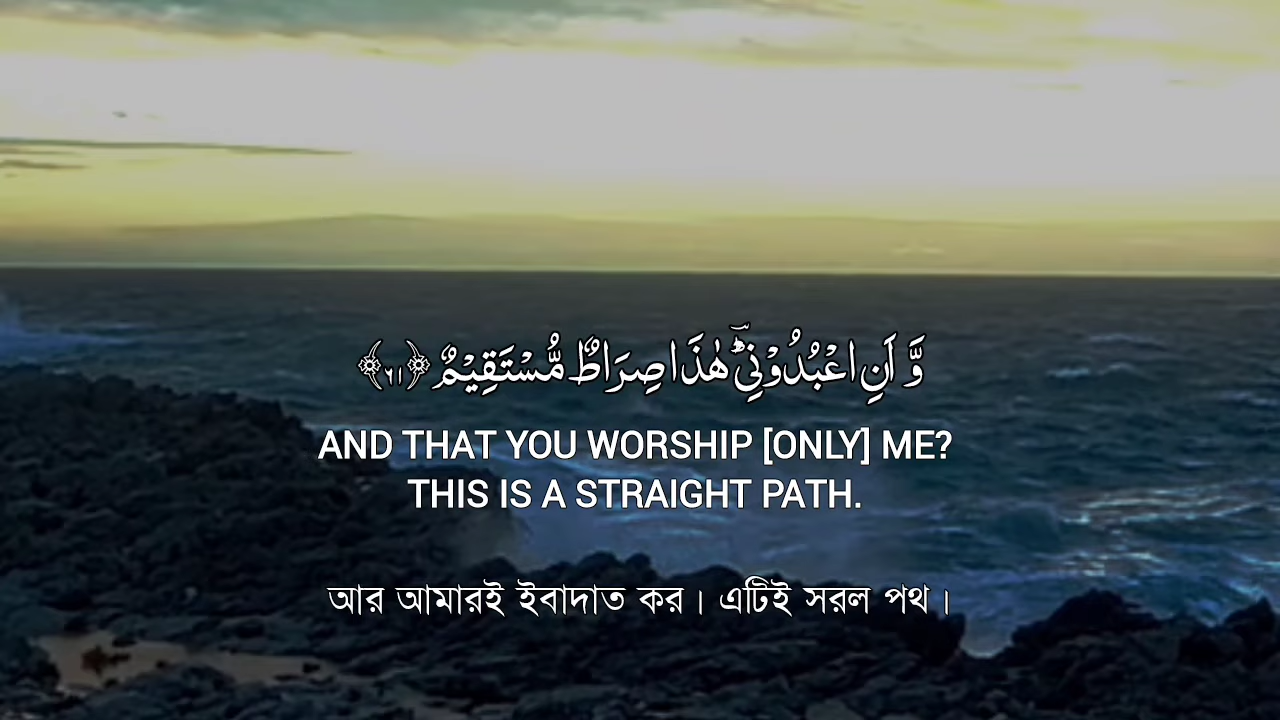 وَّ اَنِ اعْبُدُوْنِیْ ؔؕ هٰذَا صِرَاطٌ مُّسْتَقِیْمٌ ﴿۶۱﴾
AND THAT YOU WORSHIP [ONLY] ME?
THIS IS A STRAIGHT PATH.
আর আমারই ইবাদাত কর। এটিই সরল পথ।